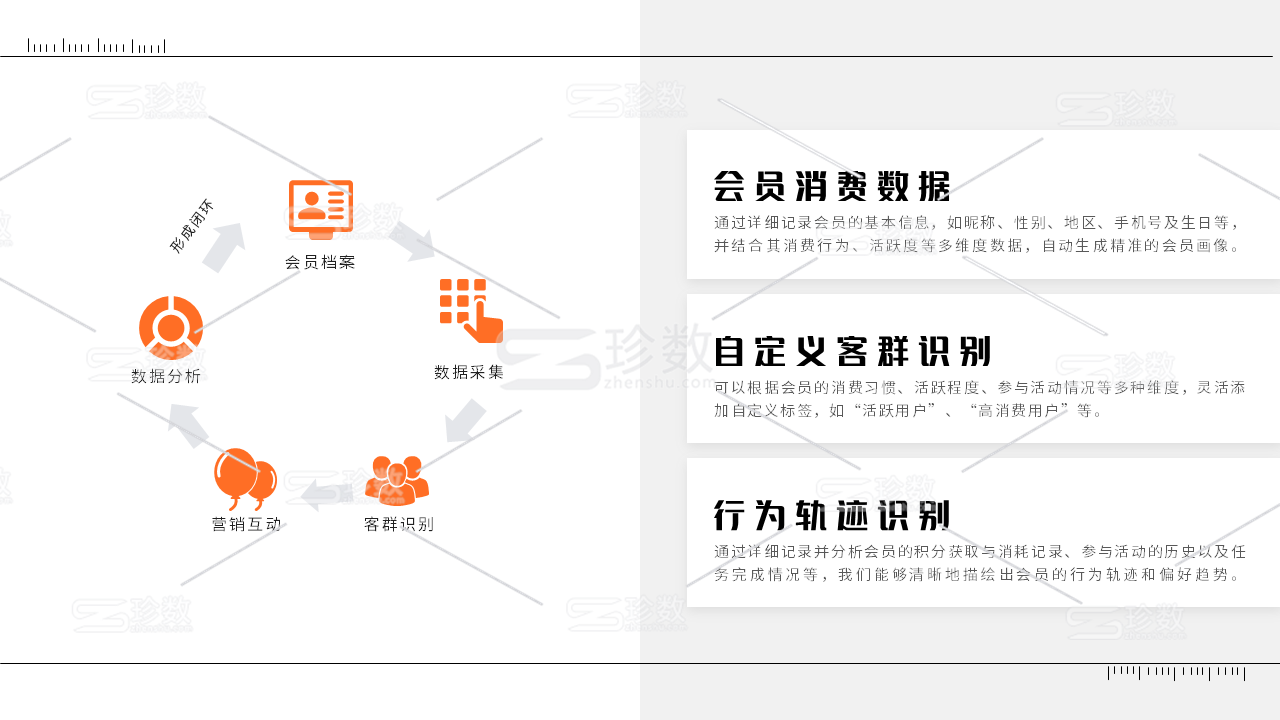 形成闭环
会员档案
数据采集
客群识别
营销互动
数据分析
会员消费数据
通过详细记录会员的基本信息，如昵称、性别、地区、手机号及生日等，
并结合其消费行为、活跃度等多维度数据，自动生成精准的会员画像。
自定义客群识别
可以根据会员的消费习惯、活跃程度、参与活动情况等多种维度，灵活添
加自定义标签，如“活跃用户”、“高消费用户”等。
行为轨迹识别
通过详细记录并分析会员的积分获取与消耗记录、参与活动的历史以及任
务完成情况等，我们能够清晰地描绘出会员的行为轨迹和偏好趋势。
珍数
zhenshu.com